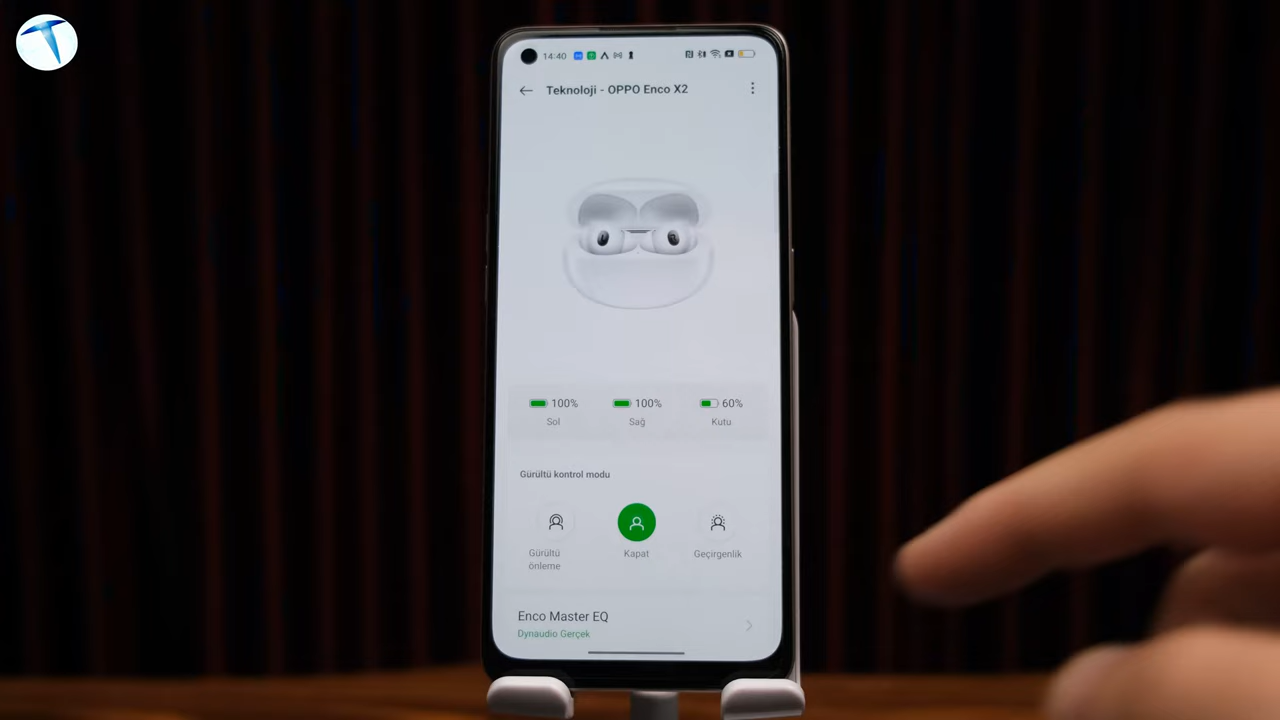 14:40
Teknoloji - OPPO Enco X2
100%
100%
60%
Sol
Sağ
Kutu
Gürültü kontrol modu
Gürültü
önleme
Kapat
Geçirgenlik
Enco Master EQ
Dynaudio Gerçek